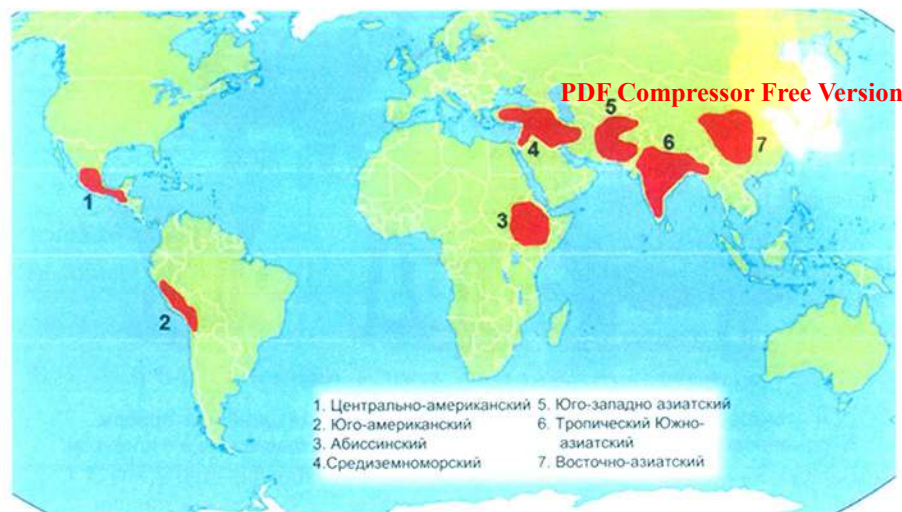 PDF Compressor Free Version
5
6
4
7
1
3
2
1. Центрально-американский
2. Юго-американский
3. Абиссинский
4.Средиземноморский
5. Юго-западно азиатский
6. Тропический Южно-
азиатский
7. Восточно-азиатский